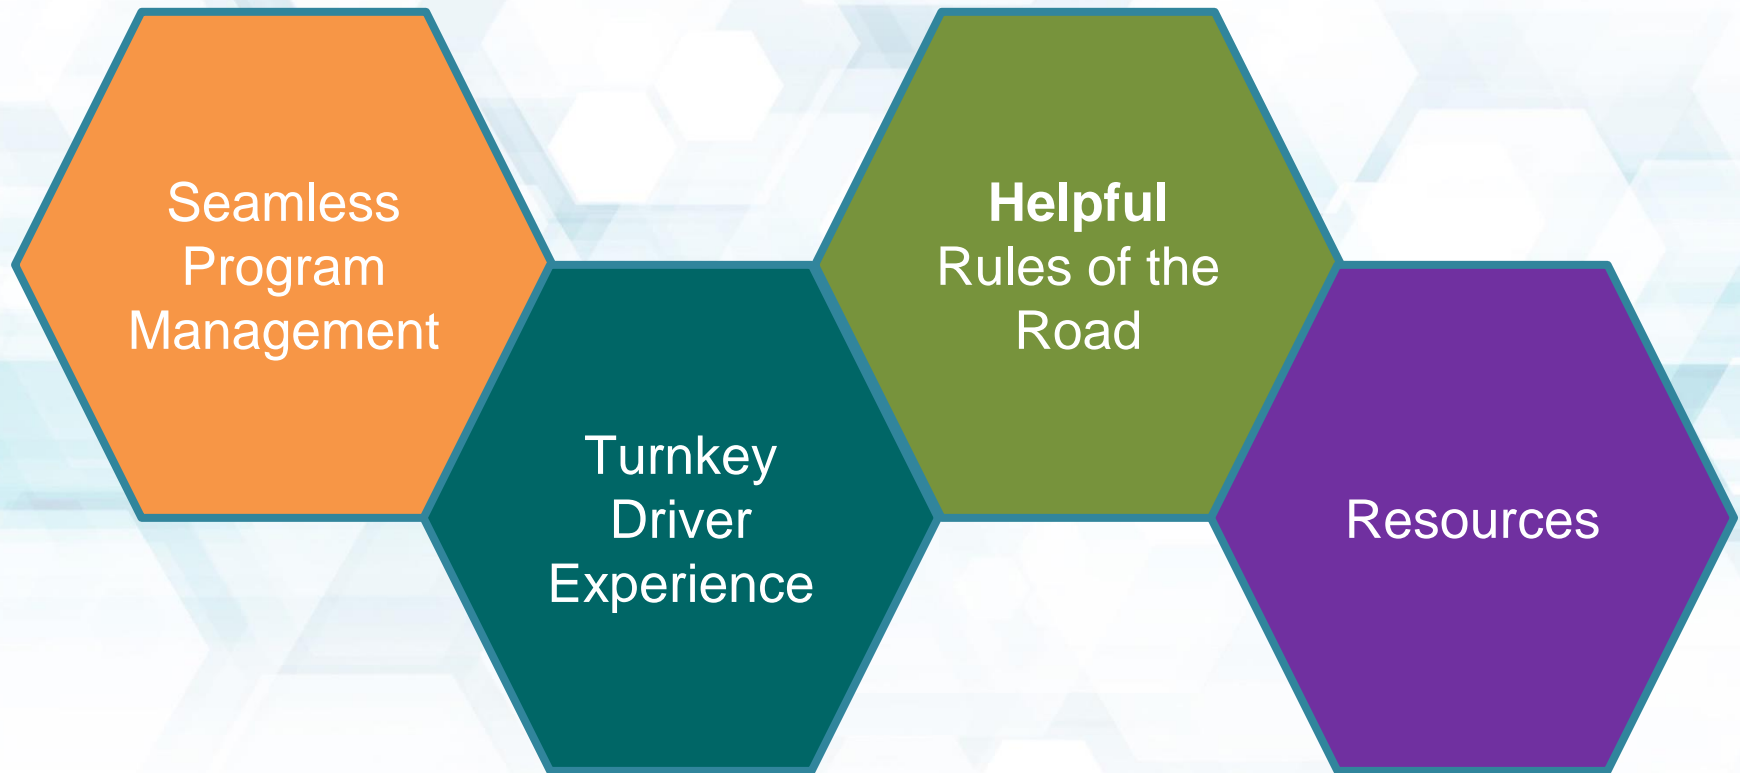 Seamless
Program
Management
Turnkey
Driver
Experience
Helpful
Rules of the
Road
Resources